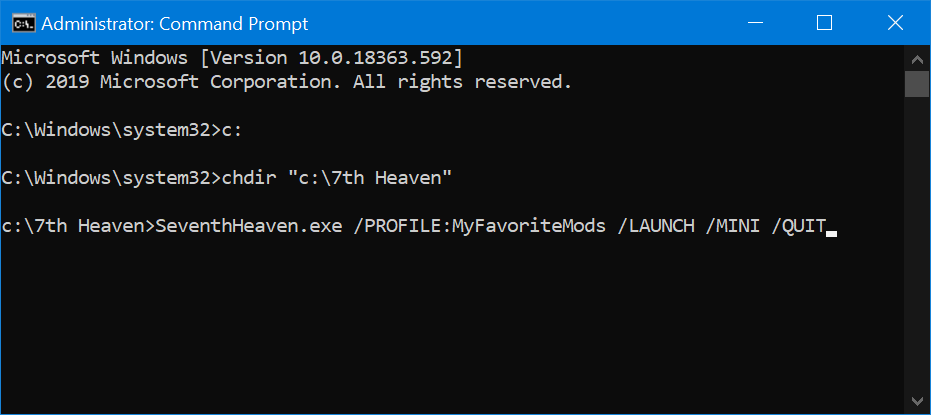 Administrator: Command Prompt
Microsoft Windows [Version 10.0.18363.592]
(c) 2019 Microsoft Corporation. All rights reserved.
C:\Windows\system32>c:
C:\Windows\system32>chdir "c:\7th Heaven"
c:\7th Heaven>SeventhHeaven.exe /PROFILE:MyFavoriteMods /LAUNCH /MINI /QUIT